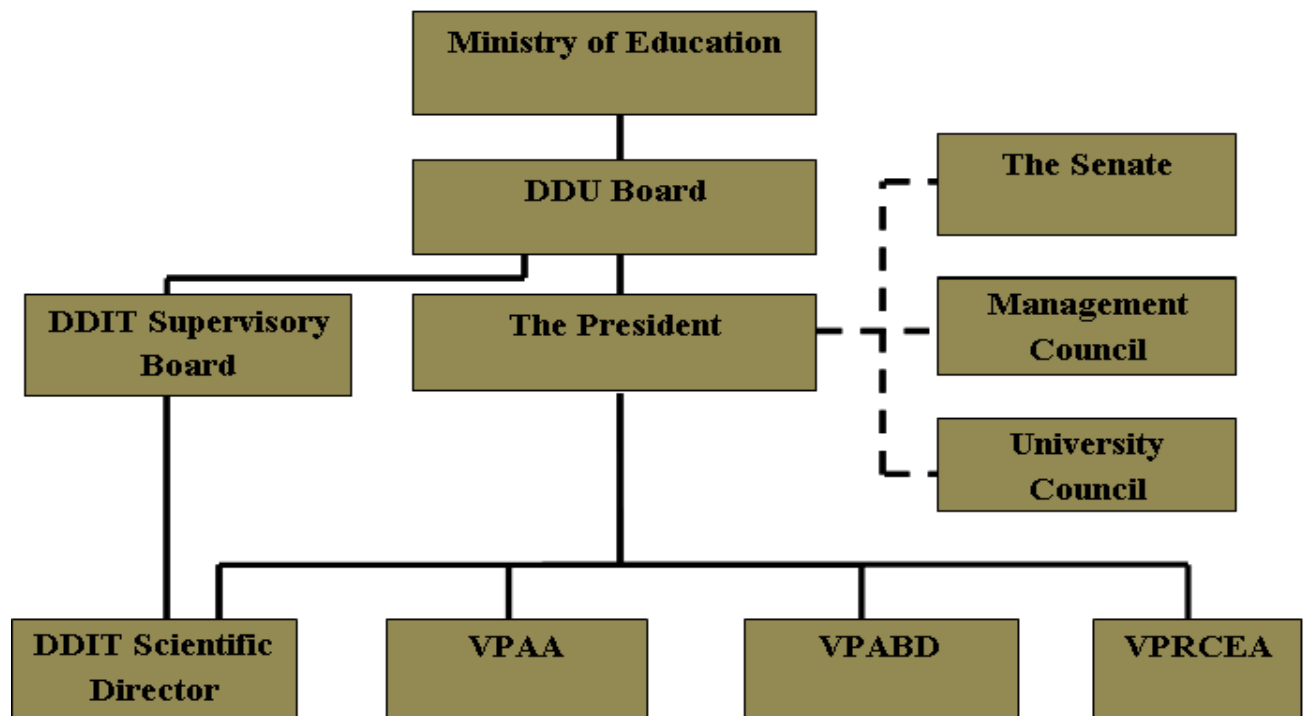 Ministry of Education
DDU Board
The Senate
DDIT Supervisory
Board
The President
Management
Council
University
Council
DDIT Scientific
Director
VPAA
VPABD
VPRCEA